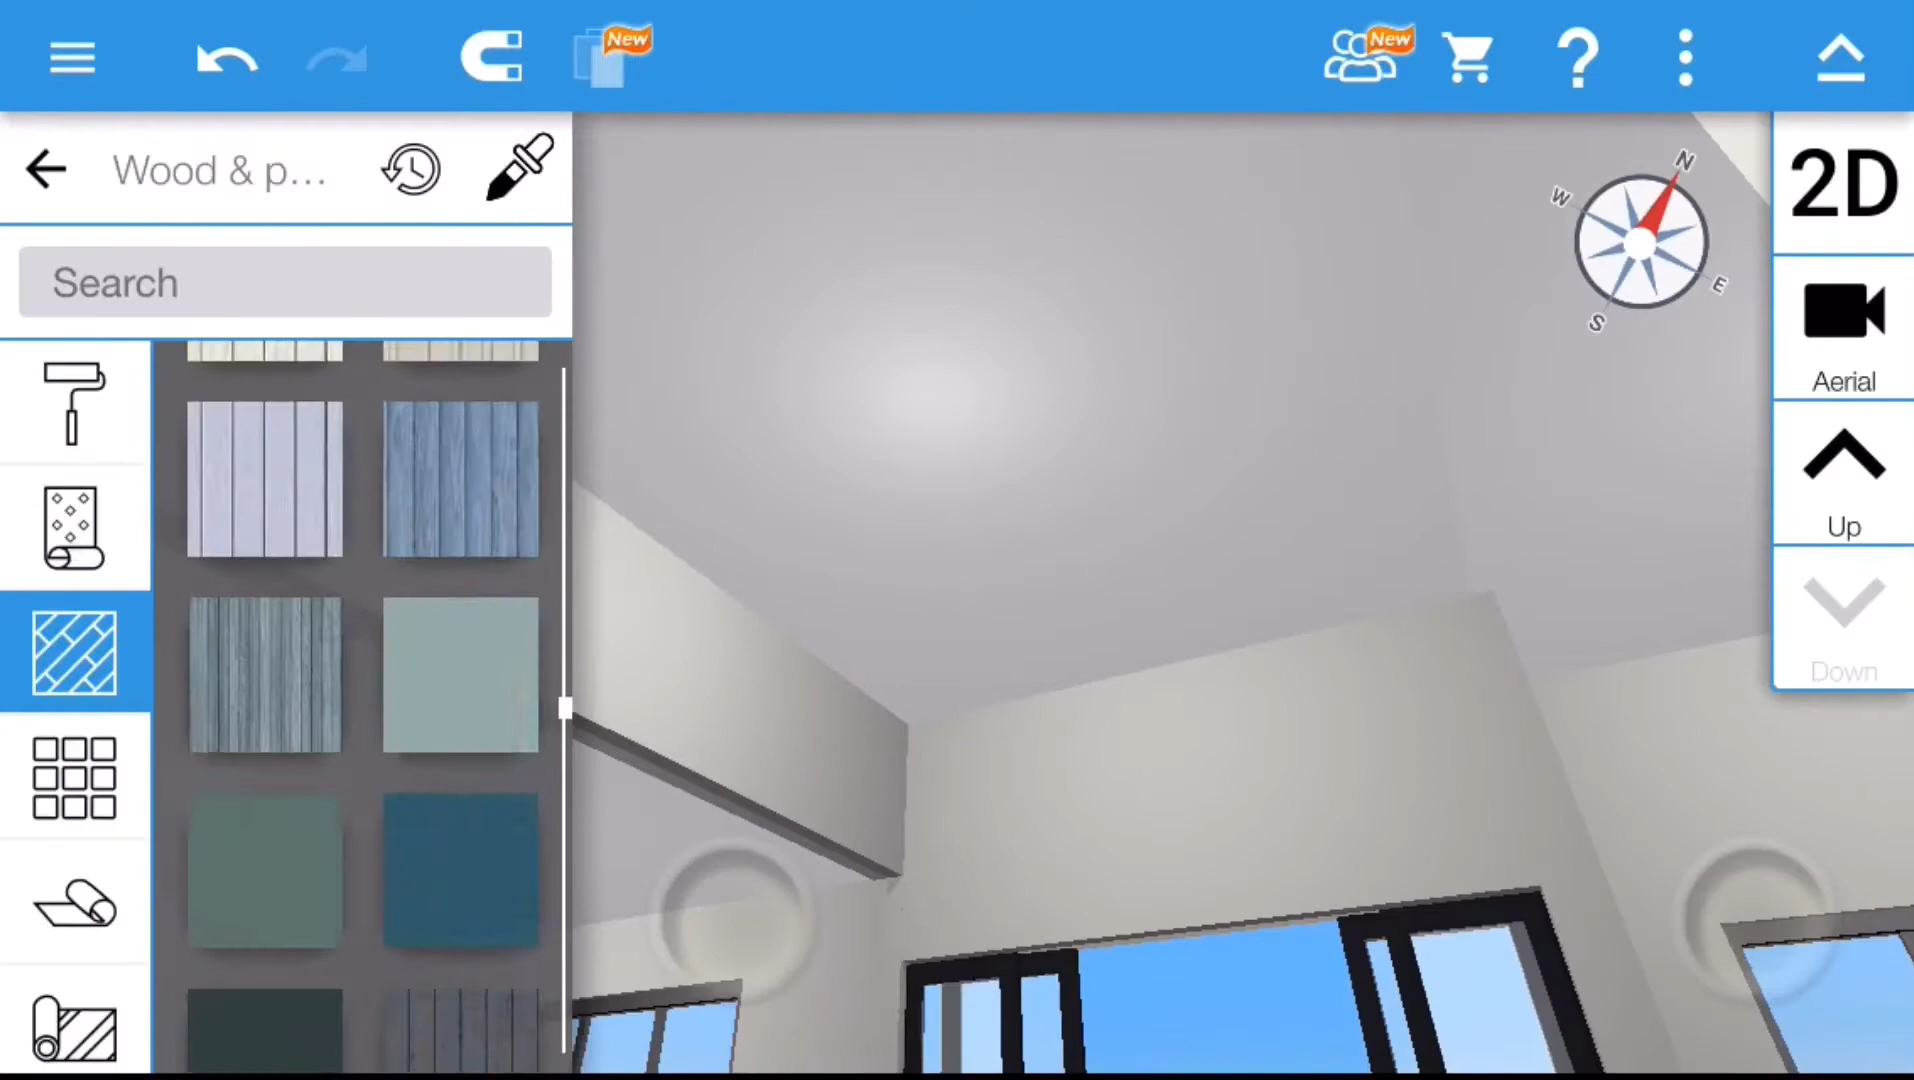 New
New
Wood & p...
Search
N
W
E
S
2D
Aerial
Up
Down